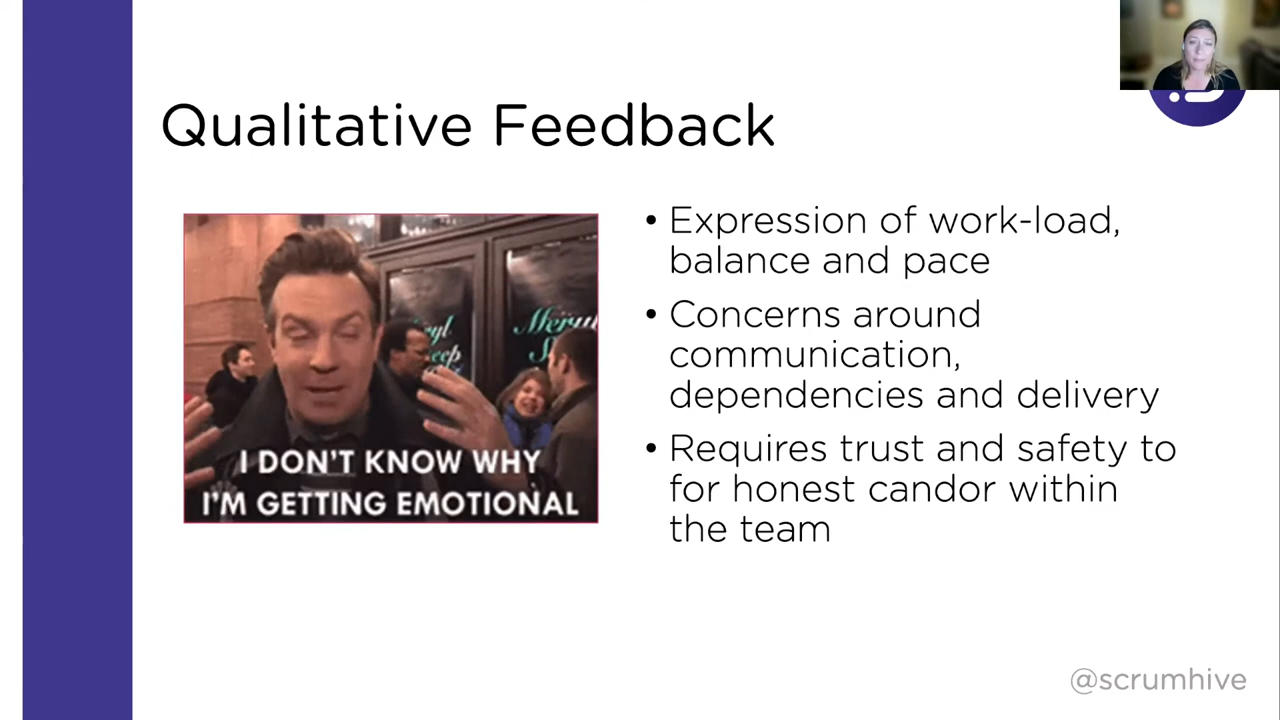 Qualitative Feedback
I DON'T KNOW WHY
I'M GETTING EMOTIONAL
• Expression of work-load,
balance and pace
• Concerns around
communication,
dependencies and delivery
• Requires trust and safety to
for honest candor within
the team
@scrumhive